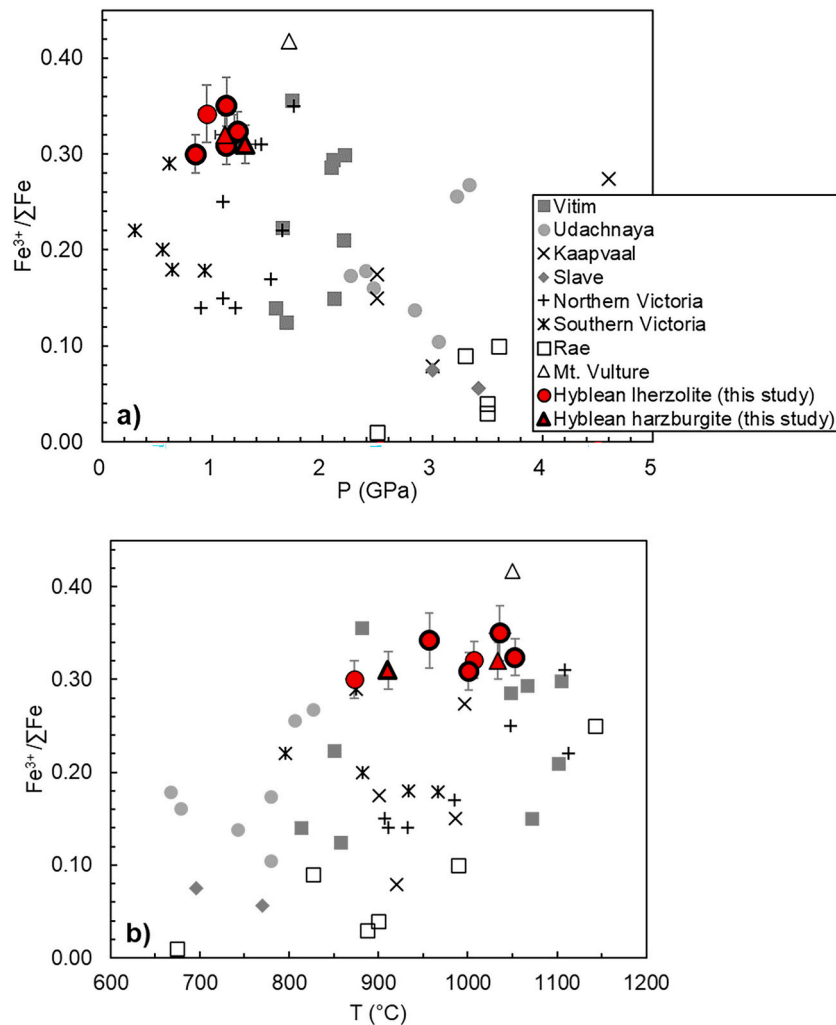 0.40
0.30
0.20
0.10
0.00
Fe³⁺/∑Fe
a)
0
1
2
3
4
5
P (GPa)
Vitim
Udachnaya
Kaapvaal
Slave
Northern Victoria
Southern Victoria
Rae
Mt. Vulture
Hyblean lherzolite (this study)
Hyblean harzburgite (this study)
0.40
0.30
0.20
0.10
0.00
Fe³⁺/∑Fe
b)
600
700
800
900
1000
1100
1200
T (°C)